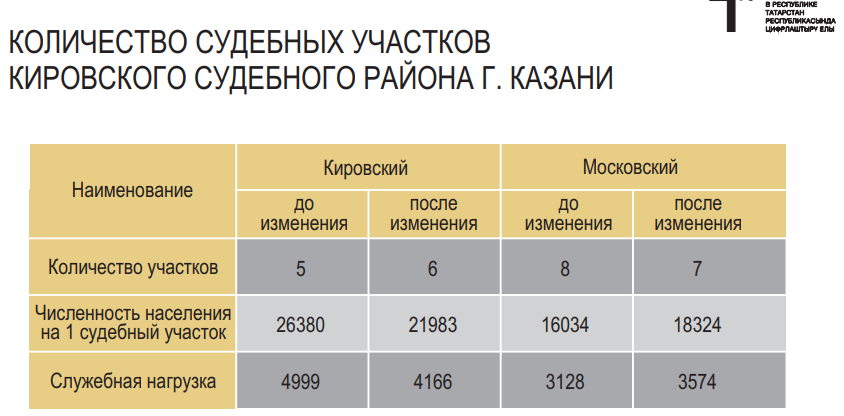 В РЕСПУБЛИКЕ
ТАТАРСТАН
РЕСПУБЛИКАСЫНДА
ЦИФРЛАШТЫРУ ЕЛЫ
КОЛИЧЕСТВО СУДЕБНЫХ УЧАСТКОВ
КИРОВСКОГО СУДЕБНОГО РАЙОНА Г. КАЗАНИ
Наименование
Кировский
Московский
до
изменения
после
изменения
до
изменения
после
изменения
Количество участков
5
6
8
7
Численность населения
на 1 судебный участок
26380
21983
16034
18324
Служебная нагрузка
4999
4166
3128
3574